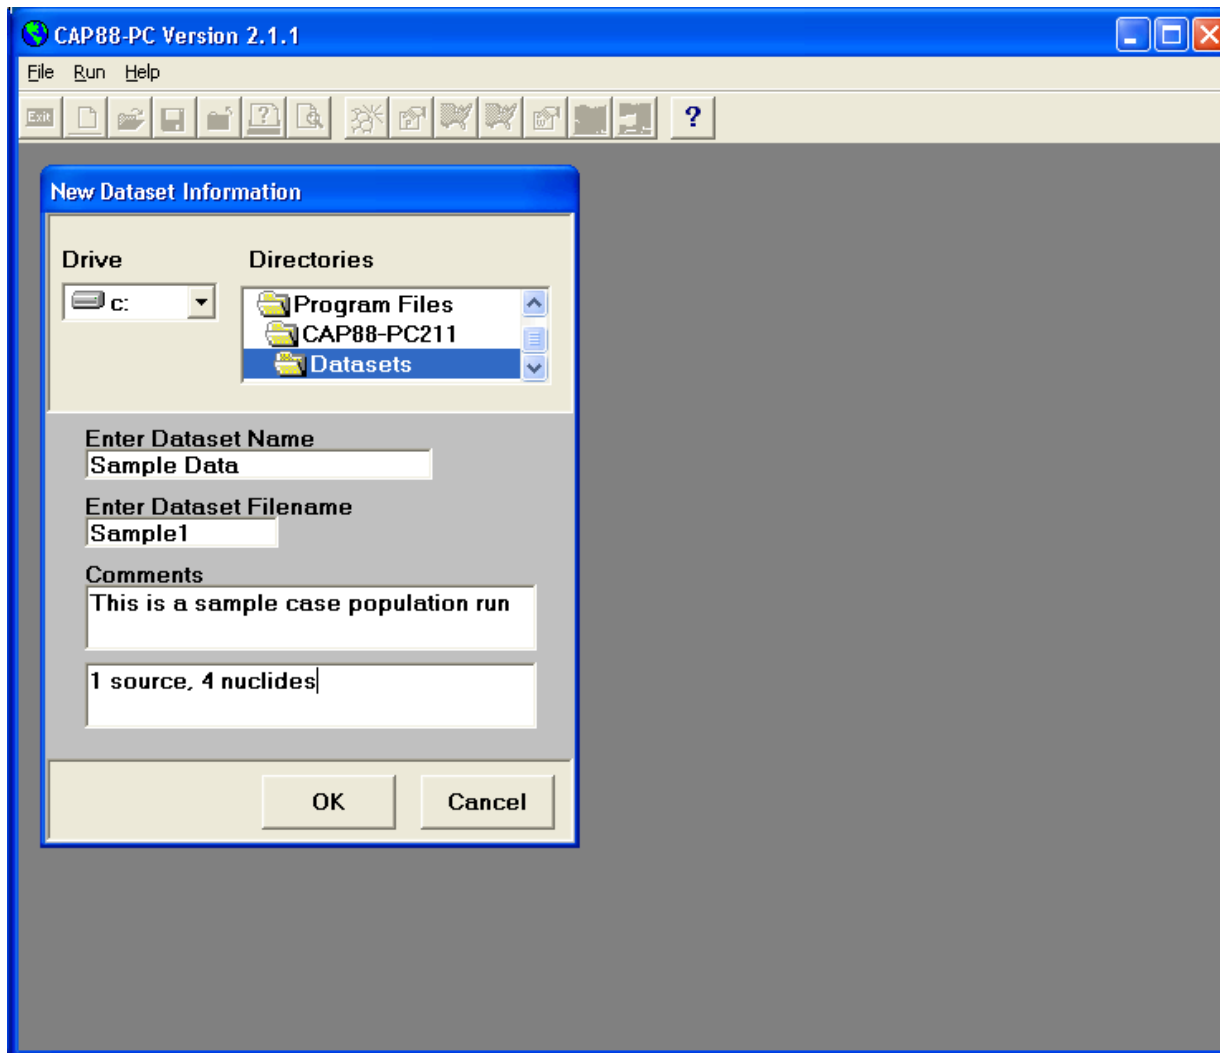 CAP88-PC Version 2.1.1
File Run Help
Exit
?
New Dataset Information
Drive Directories
c: Program Files
CAP88-PC211
Datasets
Enter Dataset Name
Sample Data
Enter Dataset Filename
Sample1
Comments
This is a sample case population run
1 source, 4 nuclides
OK Cancel